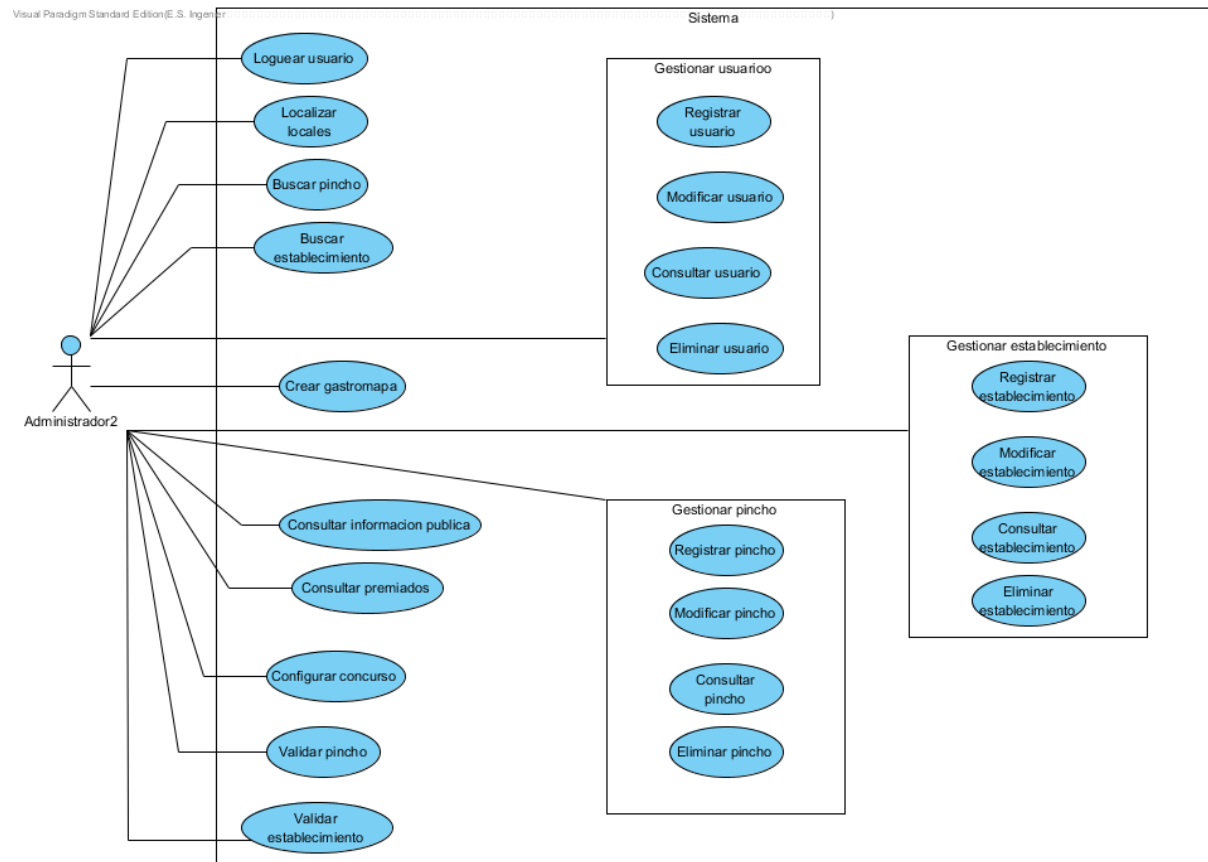 Visual Paradigm Standard Edition(E.S. Ingenier
Sistema
Loguear usuario
Localizar
locales
Buscar pincho
Buscar
establecimiento
Gestionar usuarioo
Registrar
usuario
Modificar usuario
Consultar usuario
Eliminar usuario
Administrador2
Crear gastromapa
Gestionar establecimiento
Registrar
establecimiento
Modificar
establecimiento
Consultar
establecimiento
Eliminar
establecimiento
Consultar informacion publica
Consultar premiados
Configurar concurso
Validar pincho
Validar
establecimiento
Gestionar pincho
Registrar pincho
Modificar pincho
Consultar
pincho
Eliminar pincho